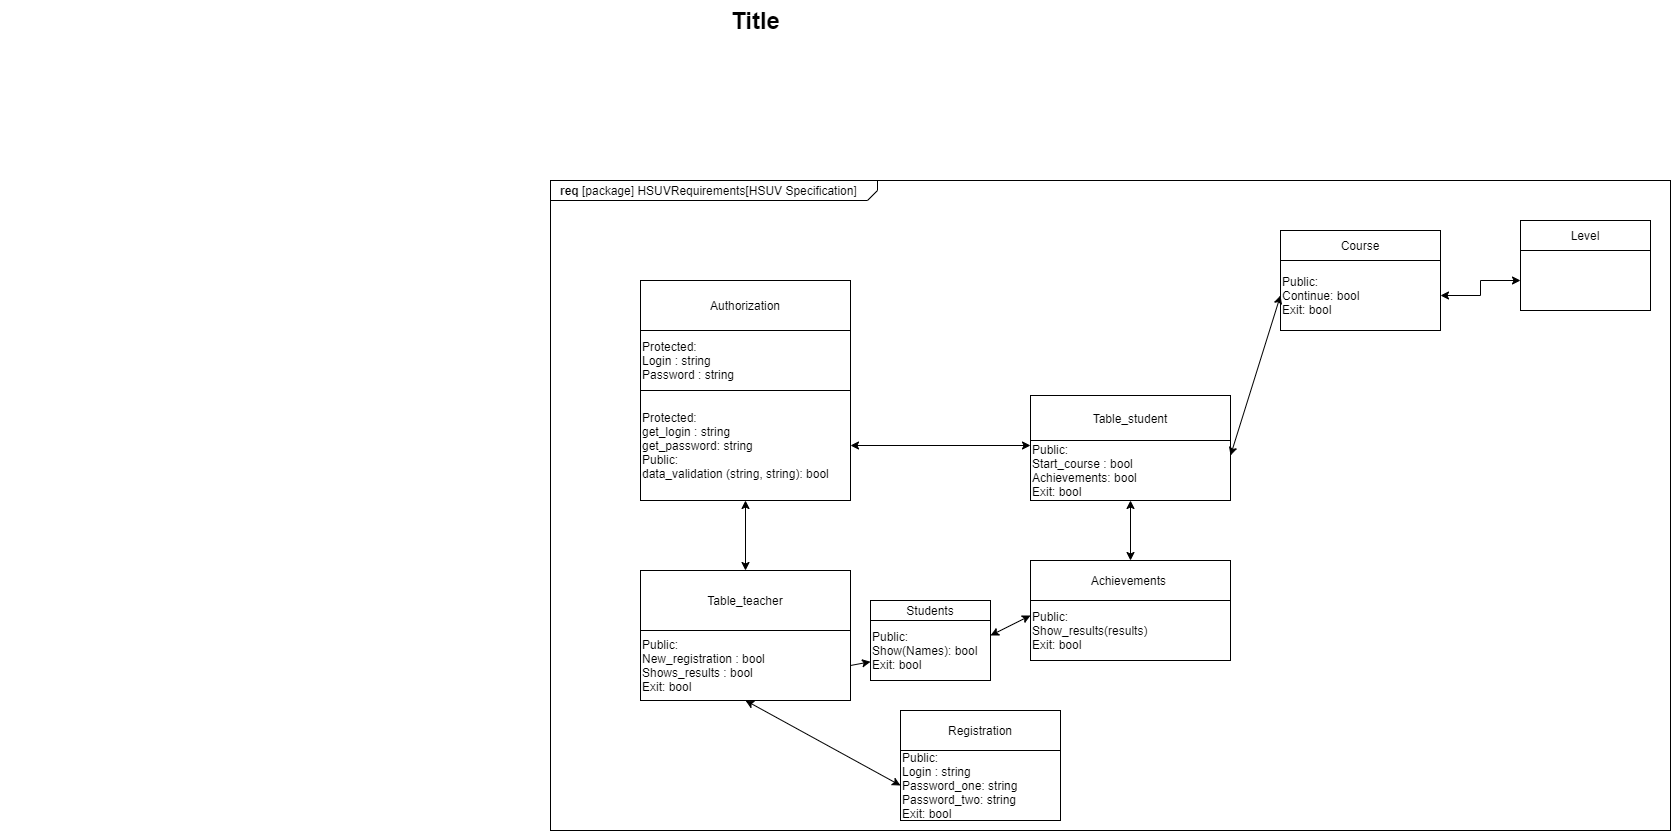 Title
req [package] HSUVRequirements[HSUV Specification]
Level
Course
Public:
Continue: bool
Exit: bool
Authorization
Protected:
Login : string
Password : string
Protected:
get_login : string
get_password: string
Public:
data_validation (string, string): bool
Table_student
Public:
Start_course : bool
Achievements: bool
Exit: bool
Table_teacher
Public:
New_registration : bool
Shows_results : bool
Exit: bool
Students
Public:
Show(Names): bool
Exit: bool
Achievements
Public:
Show_results(results)
Exit: bool
Registration
Public:
Login : string
Password_one: string
Password_two: string
Exit: bool